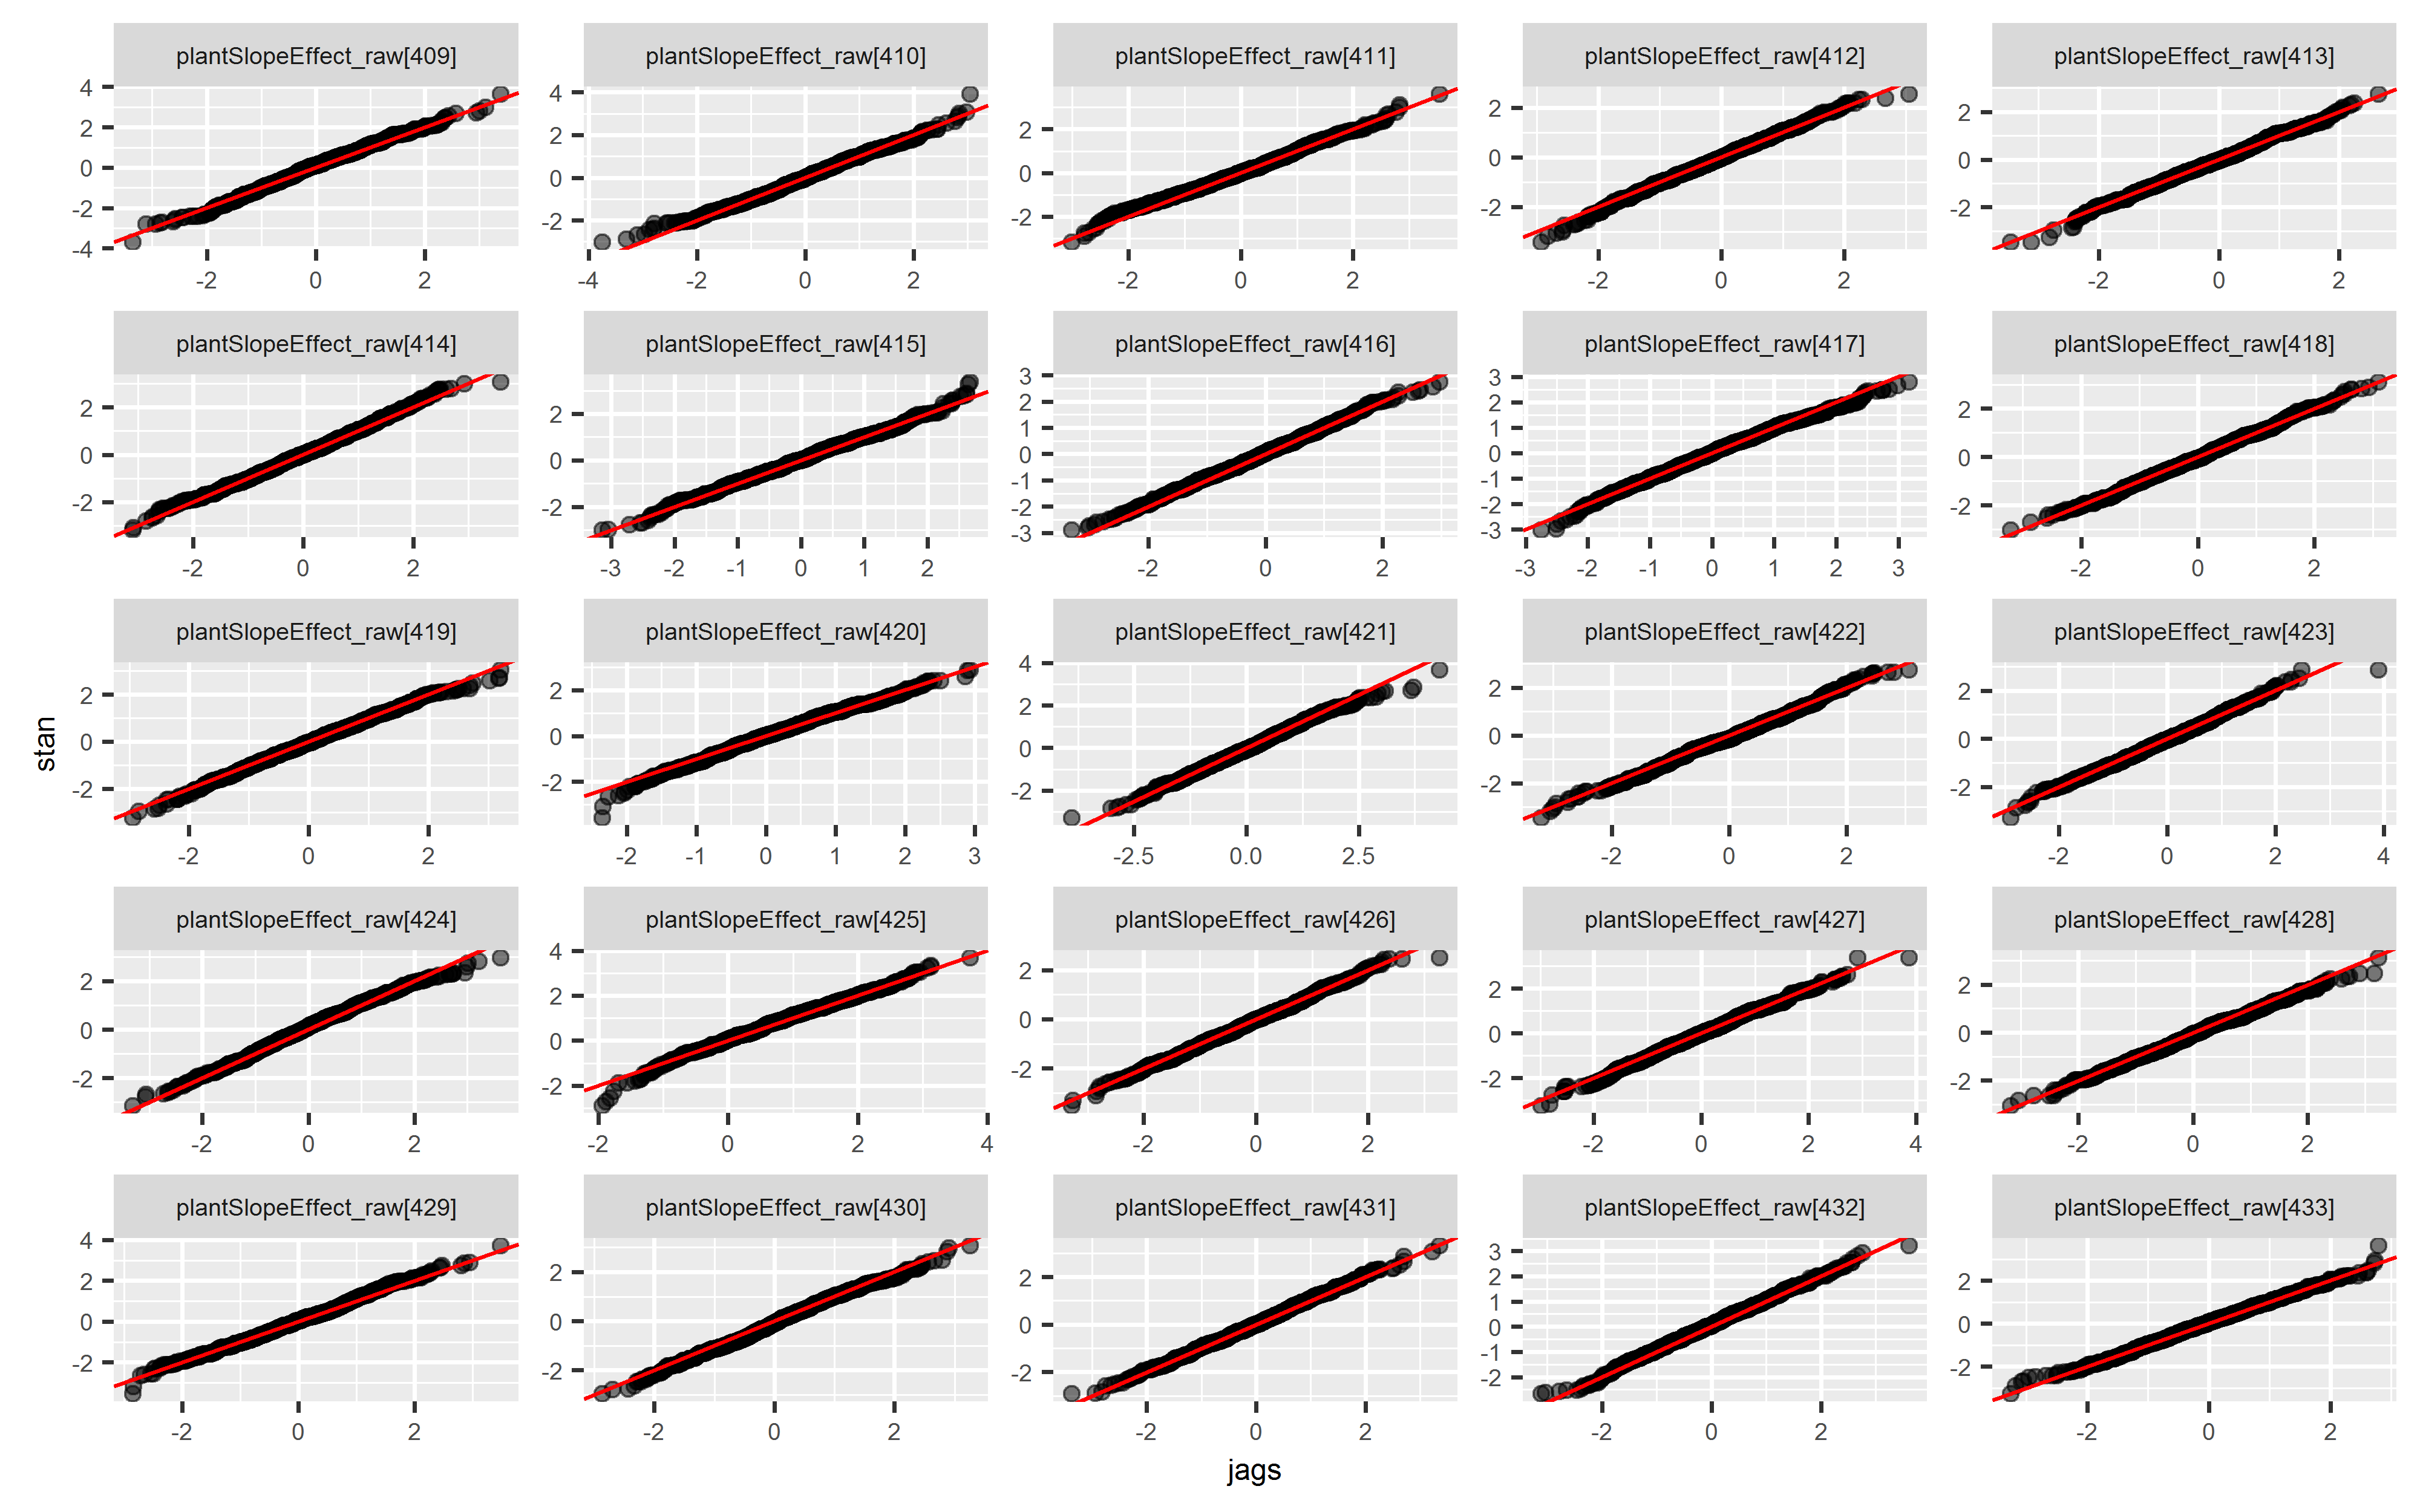 plantSlopeEffect_raw[409] plantSlopeEffect_raw[410] plantSlopeEffect_raw[411] plantSlopeEffect_raw[412] plantSlopeEffect_raw[413]
4 2 0 -2 -4 4 2 0 -2 2 0 -2 2 0 -2 2 0 -2
-2 0 2 -4 -2 0 2 -2 0 2 -2 0 2 -2 0 2
plantSlopeEffect_raw[414] plantSlopeEffect_raw[415] plantSlopeEffect_raw[416] plantSlopeEffect_raw[417] plantSlopeEffect_raw[418]
2 0 -2 2 0 -2 3 2 1 0 -1 -2 -3 3 2 1 0 -1 -2 -3 2 0 -2
-2 0 2 -3 -2 -1 0 1 2 -2 0 2 -3 -2 -1 0 1 2 3 -2 0 2
plantSlopeEffect_raw[419] plantSlopeEffect_raw[420] plantSlopeEffect_raw[421] plantSlopeEffect_raw[422] plantSlopeEffect_raw[423]
stan
2 0 -2 2 0 -2 4 2 0 -2 2 0 -2 2 0 -2
-2 0 2 -2 -1 0 1 2 3 -2.5 0.0 2.5 -2 0 2 -2 0 2 4
plantSlopeEffect_raw[424] plantSlopeEffect_raw[425] plantSlopeEffect_raw[426] plantSlopeEffect_raw[427] plantSlopeEffect_raw[428]
2 0 -2 4 2 0 -2 2 0 -2 2 0 -2 2 0 -2
-2 0 2 -2 0 2 4 -2 0 2 -2 0 2 4 -2 0 2
plantSlopeEffect_raw[429] plantSlopeEffect_raw[430] plantSlopeEffect_raw[431] plantSlopeEffect_raw[432] plantSlopeEffect_raw[433]
4 2 0 -2 2 0 -2 2 0 -2 3 2 1 0 -1 -2 2 0 -2
-2 0 2 -2 0 2 -2 0 2 -2 0 2 -2 0 2
jags